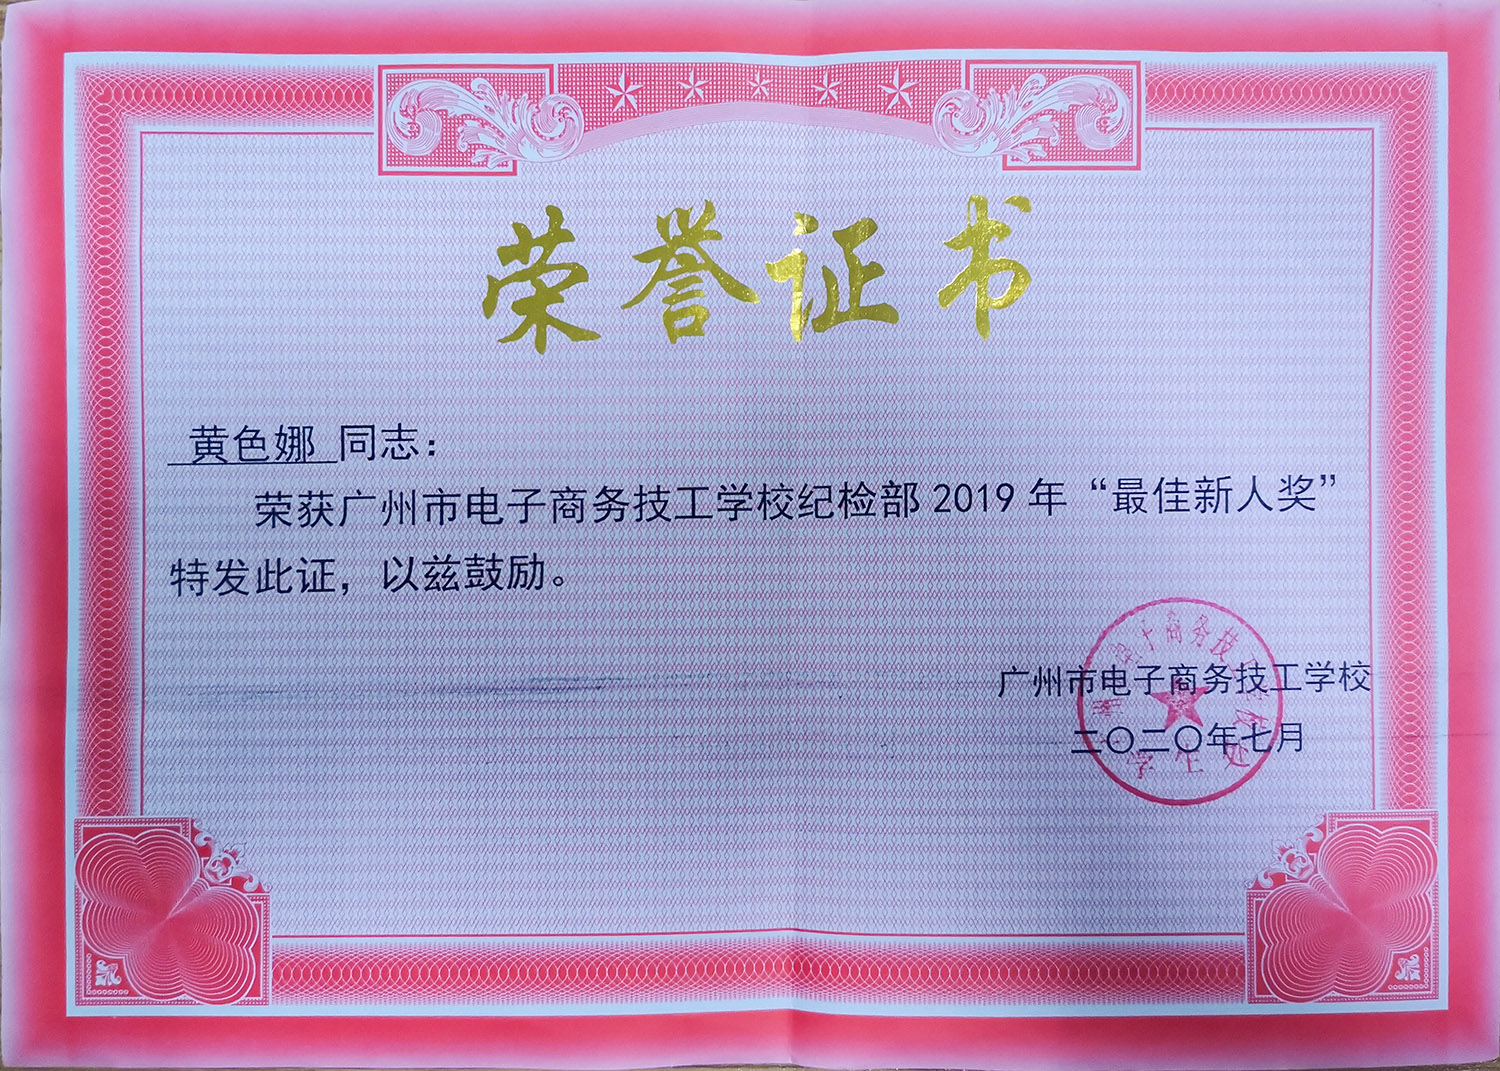 荣誉证书
黄色娜 同志：
荣获广州市电子商务技工学校纪检部 2019 年“最佳新人奖”
特发此证，以兹鼓励。
广州市电子商务技工学校
二〇二〇年七月
学生处